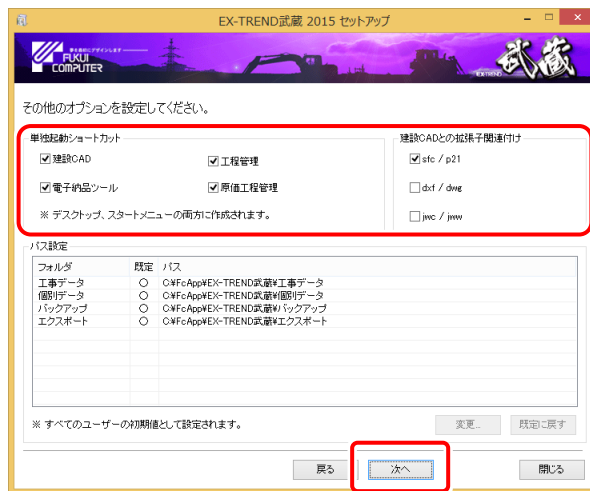 EX-TREND武蔵 2015 セットアップ
夢を精密にデザインします
FUKUI
COMPUTER
EX-TREND 武蔵
その他のオプションを設定してください。
単独起動ショートカット
建設CADとの拡張子関連付け
建設CAD 工程管理 sfc / p21
電子納品ツール 原価工程管理 dxf / dwg
※ デスクトップ、スタートメニューの両方に作成されます。 jwc / jww
パス設定
フォルダ 既定 パス
工事データ ○ C:¥FcApp¥EX-TREND武蔵¥工事データ
個別データ ○ C:¥FcApp¥EX-TREND武蔵¥個別データ
バックアップ ○ C:¥FcApp¥EX-TREND武蔵¥バックアップ
エクスポート ○ C:¥FcApp¥EX-TREND武蔵¥エクスポート
※ すべてのユーザーの初期値として設定されます。 変更... 既定に戻す
戻る 次へ 閉じる